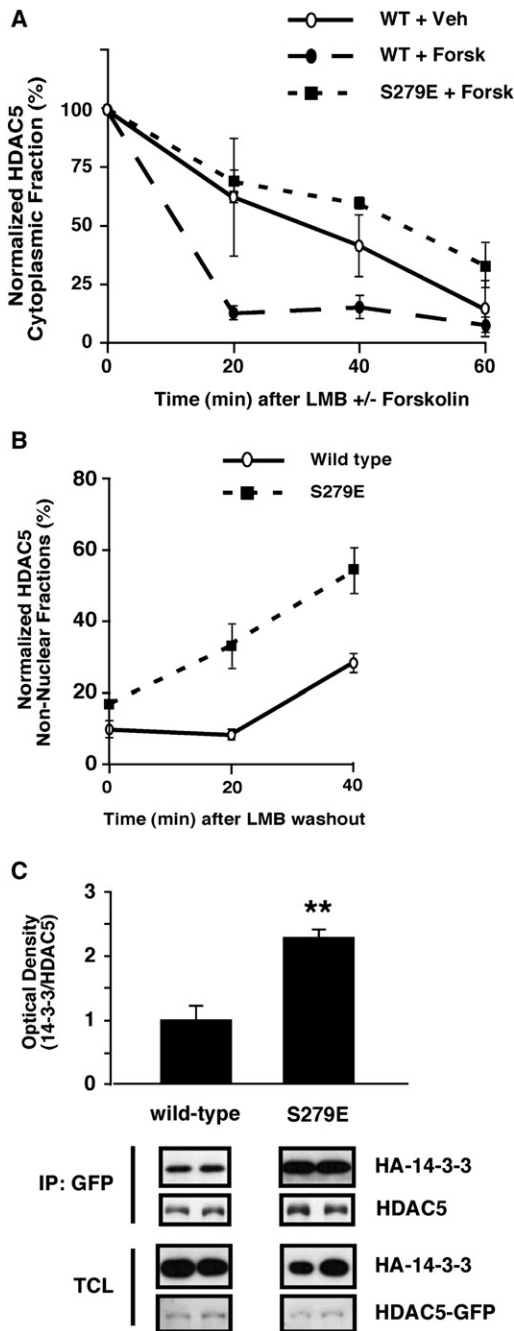 A
WT + Veh
WT + Forsk
S279E + Forsk
Normalized HDAC5
Cytoplasmic Fraction (%)
100
75
50
25
0
0
20
40
60
Time (min) after LMB +/- Forskolin
B
Wild type
S279E
Normalized HDAC5
Non-Nuclear Fractions (%)
80
60
40
20
0
0
20
40
Time (min) after LMB washout
C
Optical Density
(14-3-3/HDAC5)
3
2
1
0
**
wild-type
S279E
IP: GFP
HA-14-3-3
HDAC5
TCL
HA-14-3-3
HDAC5-GFP